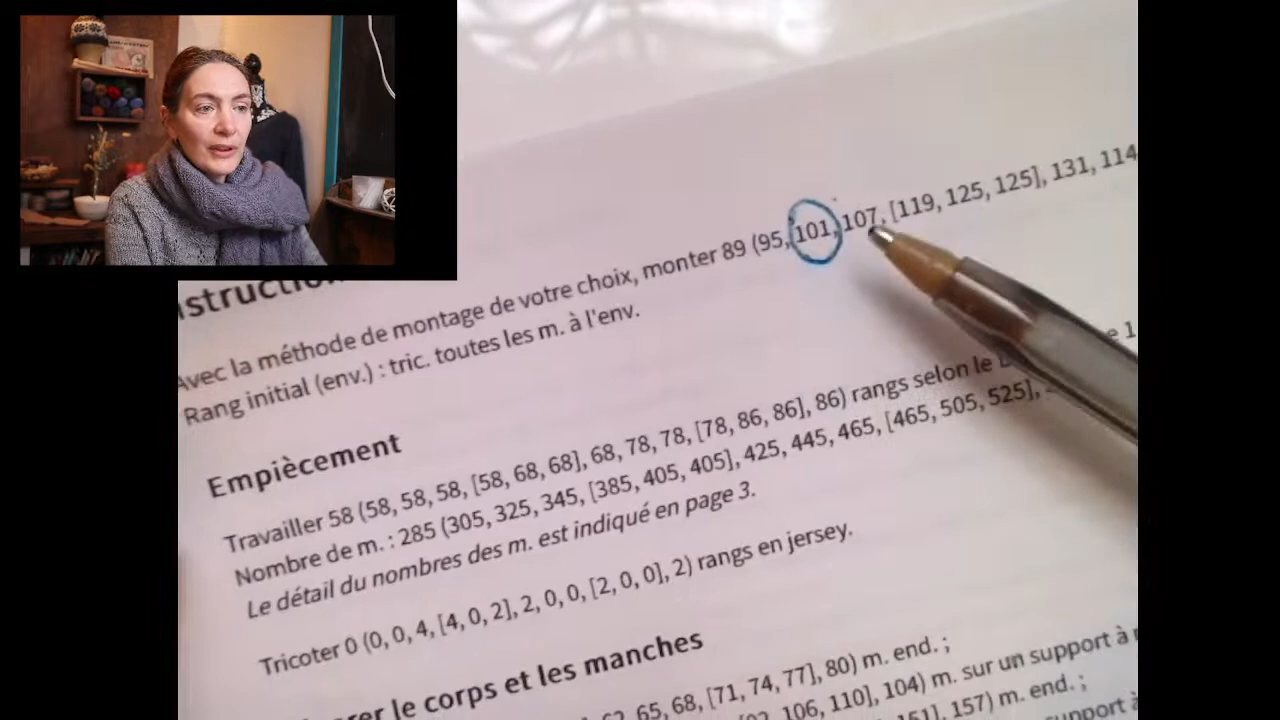 Avec la méthode de montage de votre choix, monter 89 (95, 101, 107, [119, 125, 125], 131, 114
Rang initial (env.) : tric. toutes les m. à l'env.
Empiècement
Travailler 58 (58, 58, 58, [58, 68, 68], 68, 78, 78, [78, 86, 86], 86) rangs selon le
Nombre de m. : 285 (305, 325, 345, [385, 405, 405], 425, 445, 465, [465, 505, 525],
Le détail du nombres des m. est indiqué en page 3.
Tricoter 0 (0, 0, 4, [4, 0, 2], 2, 0, 0, [2, 0, 0], 2) rangs en jersey.
le corps et les manches
65, 68, [71, 74, 77], 80) m. end. ;
106, 110], 104) m. sur un support à
157) m. end. ;